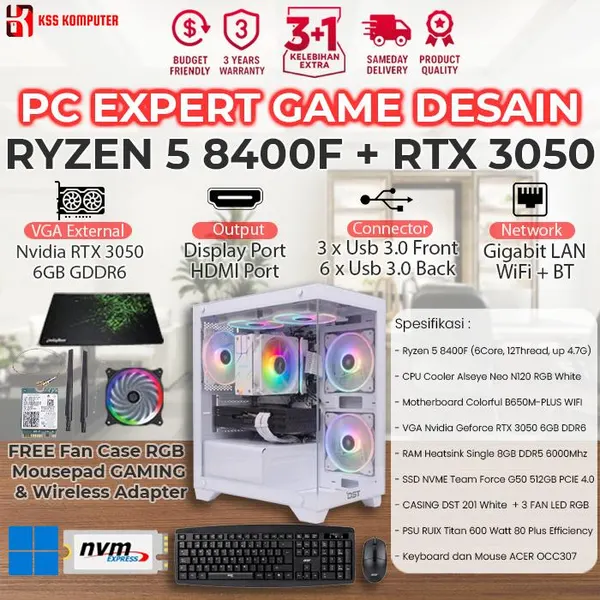 KSS KOMPUTER
BUDGET
FRIENDLY
3
3 YEARS
WARRANTY
3+1
KELEBIHAN
EXTRA
SAMEDAY
DELIVERY
PRODUCT
QUALITY
PC EXPERT GAME DESAIN
RYZEN 5 8400F + RTX 3050
VGA External
Nvidia RTX 3050
6GB GDDR6
Output
Display Port
HDMI Port
Connector
3 x Usb 3.0 Front
6 x Usb 3.0 Back
Network
Gigabit LAN
WiFi + BT
FREE Fan Case RGB
Mousepad GAMING
& Wireless Adapter
DST
nvm
EXPRESS
acer
Spesifikasi :
- Ryzen 5 8400F (6Core, 12Thread, up 4.7G)
- CPU Cooler Alseye Neo N120 RGB White
- Motherboard Colorful B650M-PLUS WIFI
- VGA Nvidia Geforce RTX 3050 6GB DDR6
- RAM Heatsink Single 8GB DDR5 6000Mhz
- SSD NVME Team Force G50 512GB PCIE 4.0
- CASING DST 201 White + 3 FAN LED RGB
- PSU RUIX Titan 600 Watt 80 Plus Efficiency
- Keyboard dan Mouse ACER OCC307